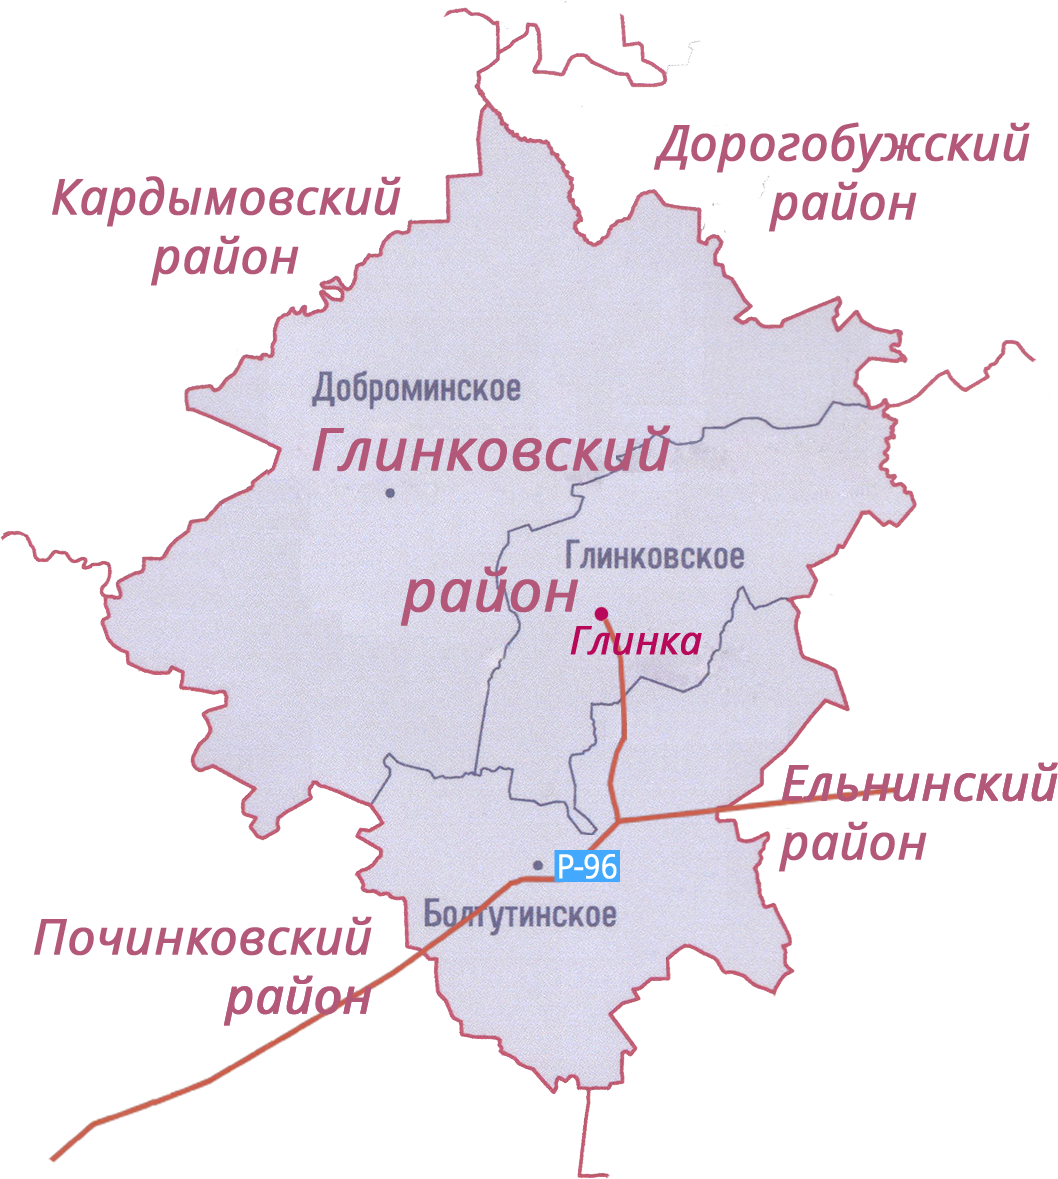 Дорогобужский
район
Кардымовский
район
Доброминское
Глинковский
район
Глинковское
Глинка
Ельнинский
район
Р-96
Болтутинское
Починковский
район